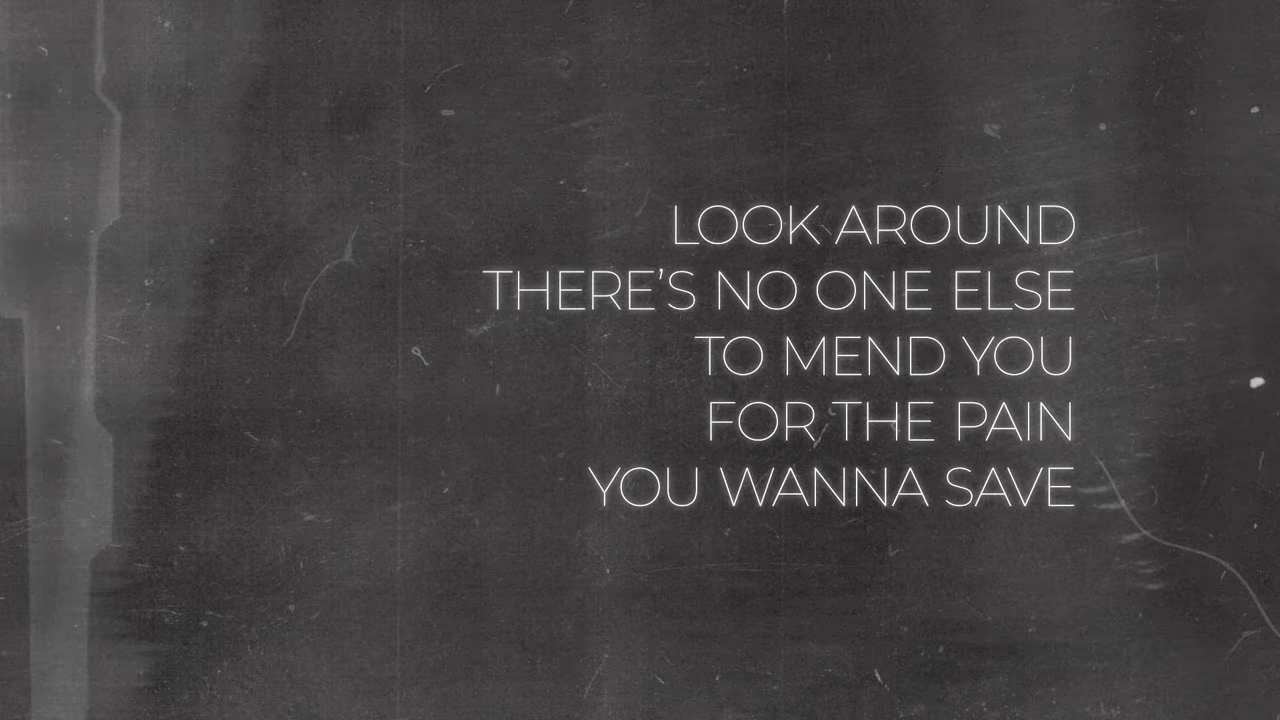 LOOK AROUND
THERE’S NO ONE ELSE
TO MEND YOU
FOR THE PAIN
YOU WANNA SAVE